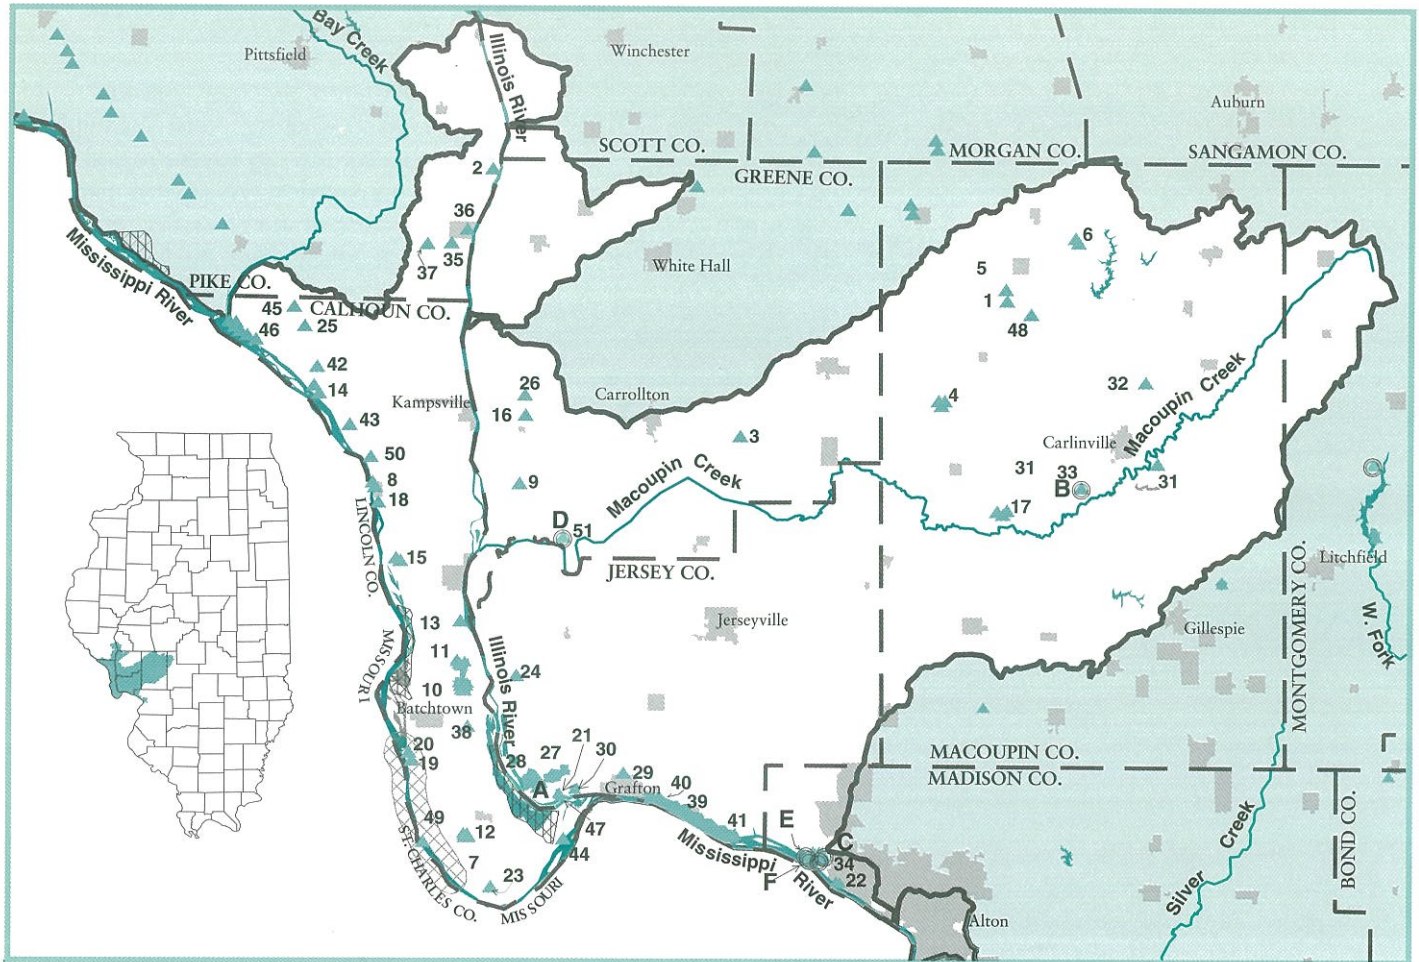 Bay Creek
Pittsfield
Illinois River
Winchester
Auburn
SCOTT CO.
MORGAN CO.
SANGAMON CO.
GREENE CO.
2
36
35
37
6
5
1
48
White Hall
Mississippi River
PIKE CO.
CALHOUN CO.
45
25
46
42
14
43
26
16
Kampsville
Carrollton
3
4
32
Macoupin Creek
Carlinville
50
8
18
9
Macoupin Creek
31
33
B
31
17
LINCOLN CO.
D
51
15
JERSEY CO.
MONTGOMERY CO.
Litchfield
W. Fork
13
Jerseyville
Gillespie
MISSOURI
11
10
Illinois River
24
Batchtown
38
20
19
28
27
21
30
A
29
Grafton
40
39
MACOUPIN CO.
MADISON CO.
49
12
7
23
47
44
41
E
C
34
F
22
Mississippi River
ST. CHARLES CO.
MISSOURI
Alton
Silver Creek
BOND CO.